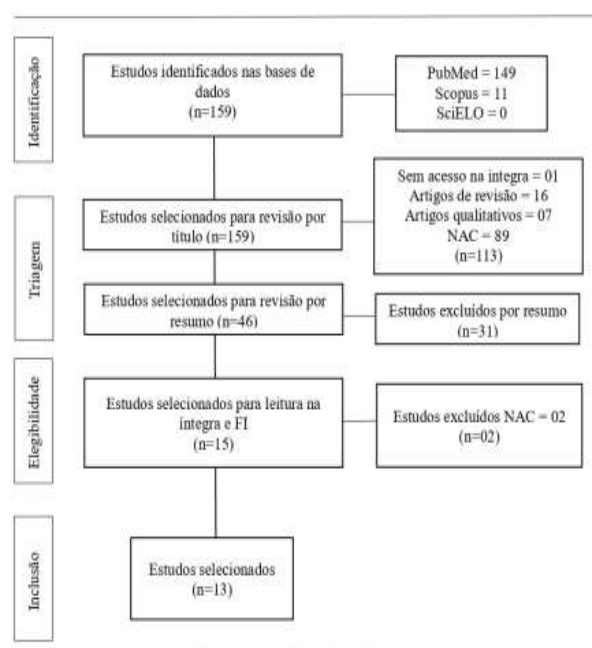 Identificação
Estudos identificados nas bases de
dados
(n=159)
PubMed = 149
Scopus = 11
SciELO = 0
Triagem
Estudos selecionados para revisão por
título (n=159)
Sem acesso na integra = 01
Artigos de revisão = 16
Artigos qualitativos = 07
NAC = 89
(n=113)
Estudos selecionados para revisão por
resumo (n=46)
Estudos excluídos por resumo
(n=31)
Elegibilidade
Estudos selecionados para leitura na
integra e FI
(n=15)
Estudos excluídos NAC = 02
(n=02)
Inclusão
Estudos selecionados
(n=13)